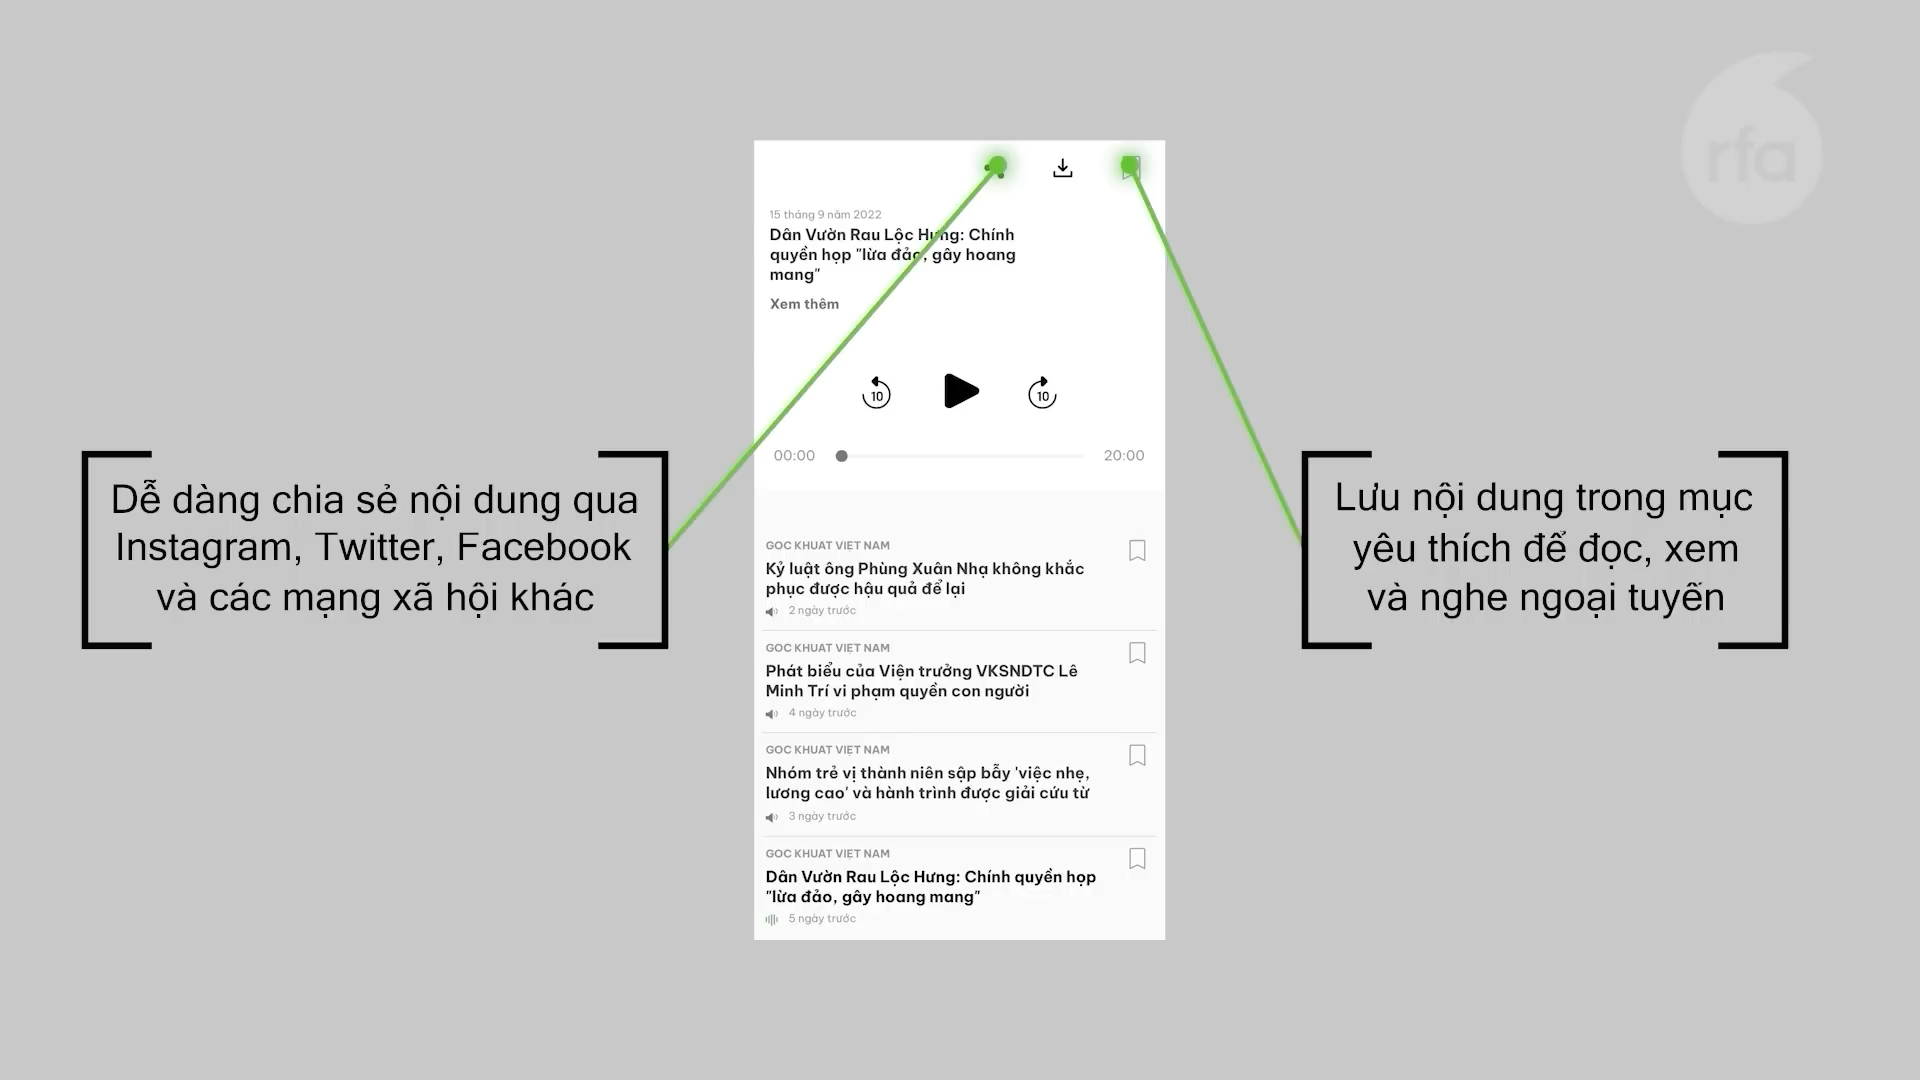 rfa
15 tháng 9 năm 2022
Dân Vườn Rau Lộc Hưng: Chính
quyền họp "lừa đảo, gây hoang
mang"
Xem thêm
10
10
00:00
20:00
Dễ dàng chia sẻ nội dung qua
Instagram, Twitter, Facebook
và các mạng xã hội khác
Lưu nội dung trong mục
yêu thích để đọc, xem
và nghe ngoại tuyến
GOC KHUAT VIỆT NAM
Kỷ luật ông Phùng Xuân Nhạ không khắc
phục được hậu quả để lại
2 ngày trước
GOC KHUAT VIỆT NAM
Phát biểu của Viện trưởng VKSNDTC Lê
Minh Trí vi phạm quyền con người
4 ngày trước
GOC KHUAT VIỆT NAM
Nhóm trẻ vị thành niên sập bẫy 'việc nhẹ,
lương cao' và hành trình được giải cứu từ
3 ngày trước
GOC KHUAT VIỆT NAM
Dân Vườn Rau Lộc Hưng: Chính quyền họp
"lừa đảo, gây hoang mang"
5 ngày trước